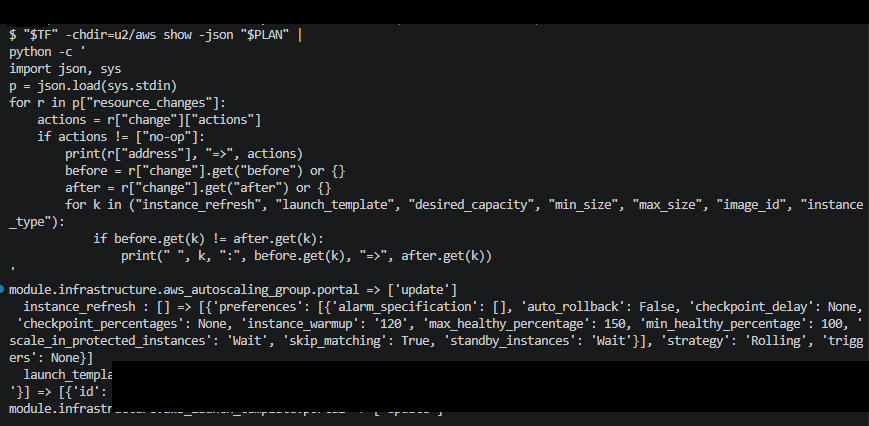 $ "$TF" -chdir=u2/aws show -json "$PLAN" |
python -c '
import json, sys
p = json.load(sys.stdin)
for r in p["resource_changes"]:
    actions = r["change"]["actions"]
    if actions != ["no-op"]:
        print(r["address"], "=>", actions)
        before = r["change"].get("before") or {}
        after = r["change"].get("after") or {}
        for k in ("instance_refresh", "launch_template", "desired_capacity", "min_size", "max_size", "image_id", "instance
_type"):
            if before.get(k) != after.get(k):
                print(" ", k, ":", before.get(k), "=>", after.get(k))
'
module.infrastructure.aws_autoscaling_group.portal => ['update']
  instance_refresh : [] => [{'preferences': [{'alarm_specification': [], 'auto_rollback': False, 'checkpoint_delay': None,
 'checkpoint_percentages': None, 'instance_warmup': '120', 'max_healthy_percentage': 150, 'min_healthy_percentage': 100, '
scale_in_protected_instances': 'Wait', 'skip_matching': True, 'standby_instances': 'Wait'}], 'strategy': 'Rolling', 'trigg
ers': None}]
  launch_templa
'}] => [{'id':
module.infrastr